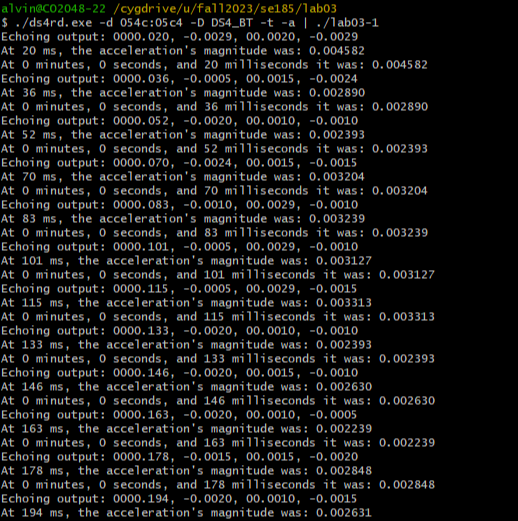 alvin@CO2048-22 /cygdrive/u/fall2023/se185/lab03
$ ./ds4rd.exe -d 054c:05c4 -D DS4_BT -t -a | ./lab03-1
Echoing output: 0000.020, -0.0029, 00.0020, -0.0029
At 20 ms, the acceleration's magnitude was: 0.004582
At 0 minutes, 0 seconds, and 20 milliseconds it was: 0.004582
Echoing output: 0000.036, -0.0005, 00.0015, -0.0024
At 36 ms, the acceleration's magnitude was: 0.002890
At 0 minutes, 0 seconds, and 36 milliseconds it was: 0.002890
Echoing output: 0000.052, -0.0020, 00.0010, -0.0010
At 52 ms, the acceleration's magnitude was: 0.002393
At 0 minutes, 0 seconds, and 52 milliseconds it was: 0.002393
Echoing output: 0000.070, -0.0024, 00.0015, -0.0015
At 70 ms, the acceleration's magnitude was: 0.003204
At 0 minutes, 0 seconds, and 70 milliseconds it was: 0.003204
Echoing output: 0000.083, -0.0010, 00.0029, -0.0010
At 83 ms, the acceleration's magnitude was: 0.003239
At 0 minutes, 0 seconds, and 83 milliseconds it was: 0.003239
Echoing output: 0000.101, -0.0005, 00.0029, -0.0010
At 101 ms, the acceleration's magnitude was: 0.003127
At 0 minutes, 0 seconds, and 101 milliseconds it was: 0.003127
Echoing output: 0000.115, -0.0005, 00.0029, -0.0015
At 115 ms, the acceleration's magnitude was: 0.003313
At 0 minutes, 0 seconds, and 115 milliseconds it was: 0.003313
Echoing output: 0000.133, -0.0020, 00.0010, -0.0010
At 133 ms, the acceleration's magnitude was: 0.002393
At 0 minutes, 0 seconds, and 133 milliseconds it was: 0.002393
Echoing output: 0000.146, -0.0020, 00.0015, -0.0010
At 146 ms, the acceleration's magnitude was: 0.002630
At 0 minutes, 0 seconds, and 146 milliseconds it was: 0.002630
Echoing output: 0000.163, -0.0020, 00.0010, -0.0005
At 163 ms, the acceleration's magnitude was: 0.002239
At 0 minutes, 0 seconds, and 163 milliseconds it was: 0.002239
Echoing output: 0000.178, -0.0015, 00.0015, -0.0020
At 178 ms, the acceleration's magnitude was: 0.002848
At 0 minutes, 0 seconds, and 178 milliseconds it was: 0.002848
Echoing output: 0000.194, -0.0020, 00.0010, -0.0015
At 194 ms, the acceleration's magnitude was: 0.002631